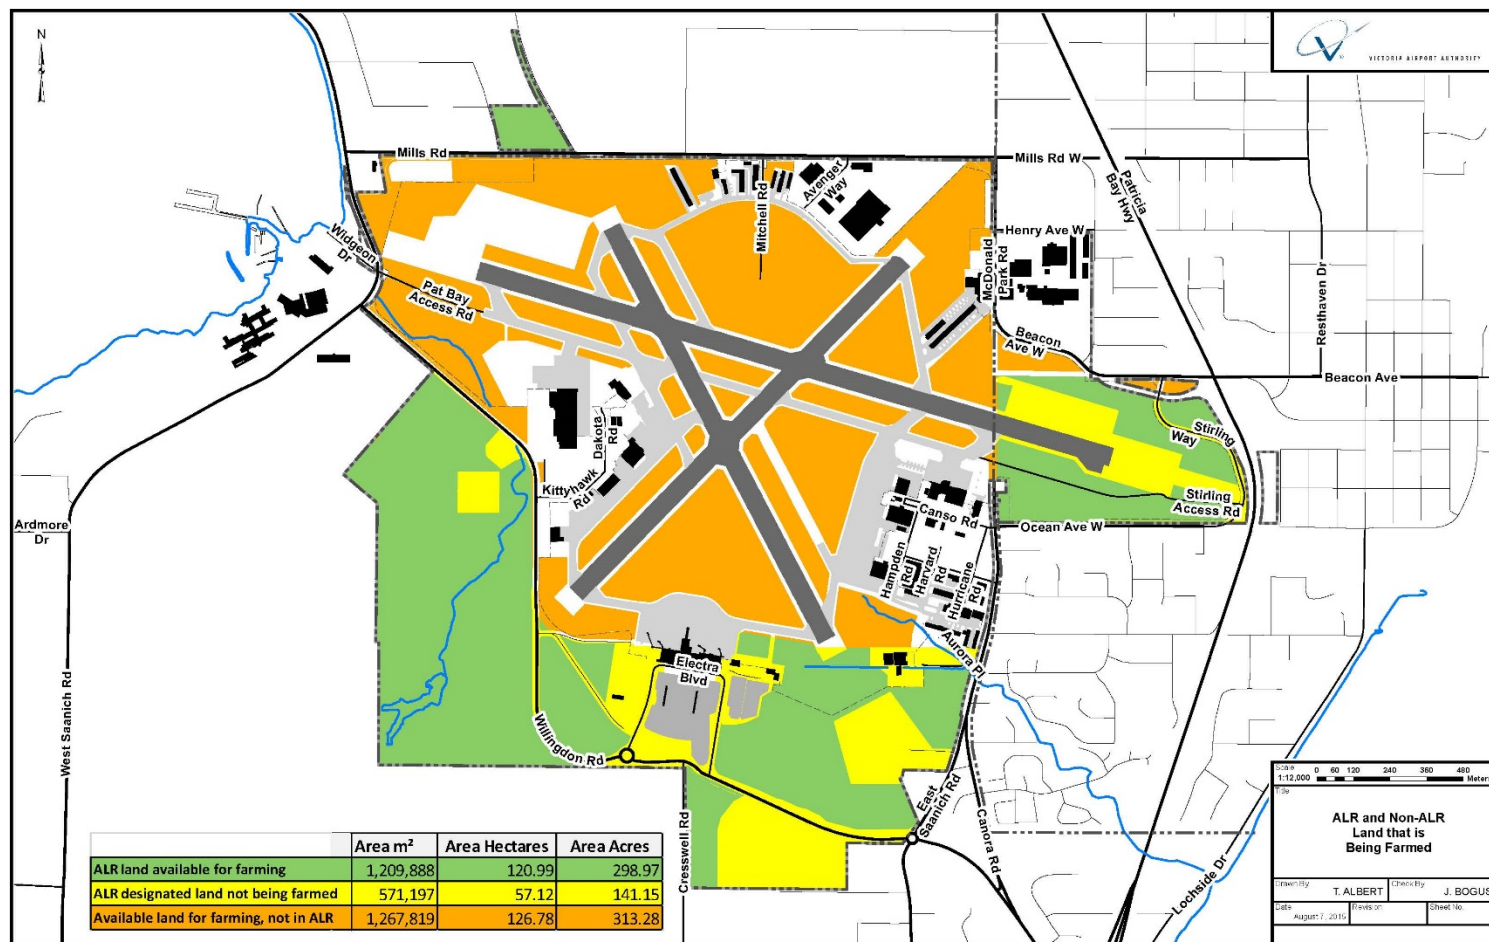 N
VICTORIA AIRPORT AUTHORITY
Mills Rd
Mills Rd W
Patricia
Bay Hwy
Avenger
Way
Mitchell Rd
Widgeon
Dr
Henry Ave W
McDonald
Park Rd
Resthaven Dr
Pat Bay
Access Rd
Beacon
Ave W
Beacon Ave
Dakota
Rd
Stirling
Way
Kittyhawk
Rd
Stirling
Access Rd
Canso Rd
Ocean Ave W
Ardmore
Dr
Hampden
Rd
Harvard
Rd
Hurricane
Rd
Aurora Pl
Electra
Blvd
West Saanich Rd
Willingdon Rd
East
Saanich Rd
Canora Rd
Cresswell Rd
Lochside Dr
Area m² Area Hectares Area Acres
ALR land available for farming 1,209,888 120.99 298.97
ALR designated land not being farmed 571,197 57.12 141.15
Available land for farming, not in ALR 1,267,819 126.78 313.28
Scale
1:12,000
0 60 120 240 360 480
Meters
Title
ALR and Non-ALR
Land that is
Being Farmed
Drawn By T. ALBERT Check By J. BOGUS
Date Revision Sheet No.
August 7, 2015